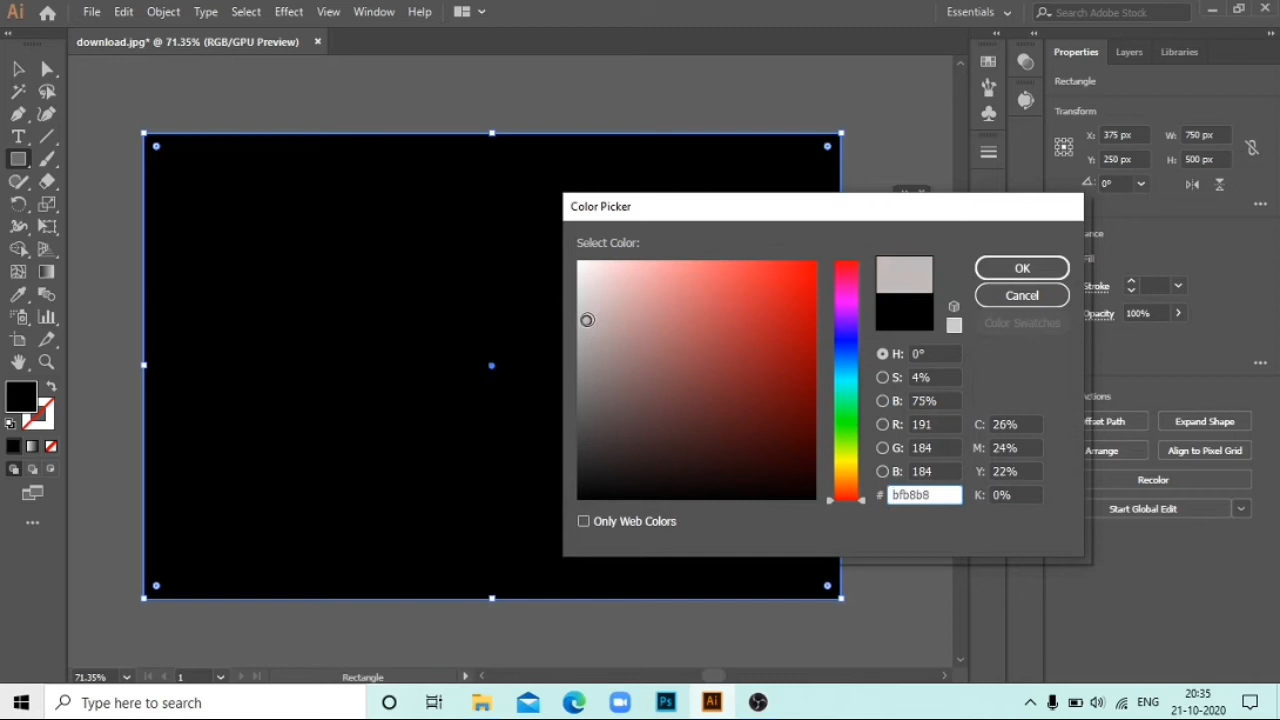 Ai File Edit Object Type Select Effect View Window Help Essentials Search Adobe Stock
download.jpg* @ 71.35% (RGB/GPU Preview) ×
Properties Layers Libraries
Rectangle
Transform
X: 375 px W: 750 px
Y: 250 px H: 500 px
0°
Color Picker
Select Color:
OK
Cancel
Color Swatches
Stroke
Opacity 100%
H: 0°
S: 4%
B: 75%
R: 191 C: 26%
G: 184 M: 24%
B: 184 Y: 22%
# bfb8b8 K: 0%
Only Web Colors
Expand Shape
Arrange Align to Pixel Grid
Recolor
Start Global Edit
71.35% 1 Rectangle
Type here to search Ps Ai ENG 20:35
21-10-2020